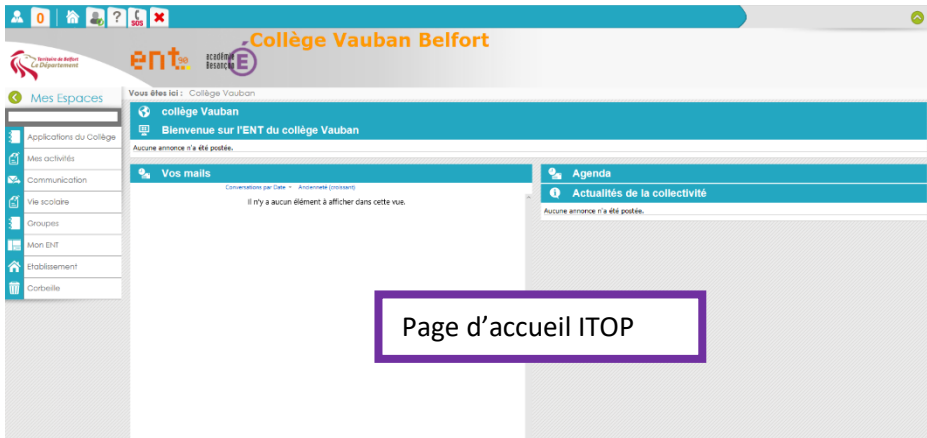 0 ? SOS
Collège Vauban Belfort
Territoire de Belfort
Le Département
ent 90 académie Besançon É
Mes Espaces
Vous êtes ici : Collège Vauban
collège Vauban
Bienvenue sur l'ENT du collège Vauban
Aucune annonce n'a été postée.
Applications du Collège
Mes activités
Communication
Vie scolaire
Groupes
Mon ENT
Etablissement
Corbeille
Vos mails
Conversations par Date Ancienneté (croissant)
Il n'y a aucun élément à afficher dans cette vue.
Agenda
Actualités de la collectivité
Aucune annonce n'a été postée.
Page d'accueil ITOP